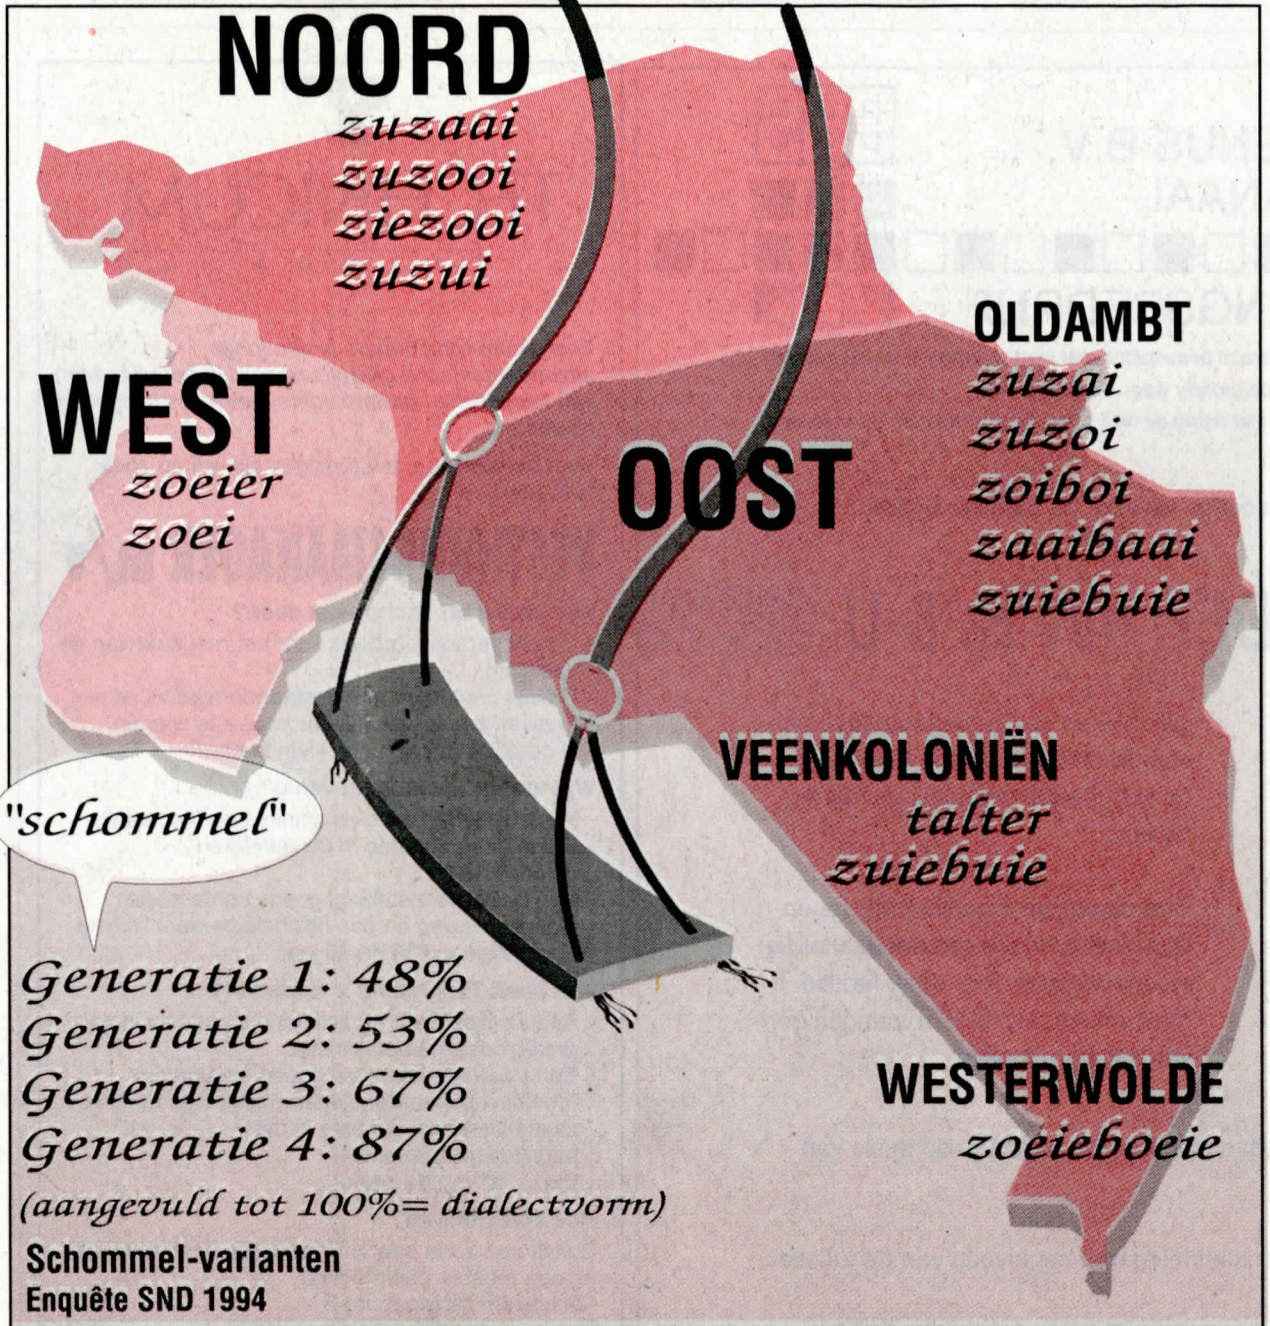 NOORD
zuzaai
zuzooi
ziezooi
zuzui
WEST
zoeier
zoei
OOST
OLDAMBT
zuzai
zuzoi
zoiboi
zaaibaai
zuiebuie
VEENKOLONIËN
talter
zuiebuie
WESTERWOLDE
zoeieboeie
"schommel"
Generatie 1: 48%
Generatie 2: 53%
Generatie 3: 67%
Generatie 4: 87%
(aangevuld tot 100%= dialectvorm)
Schommel-varianten
Enquête SND 1994